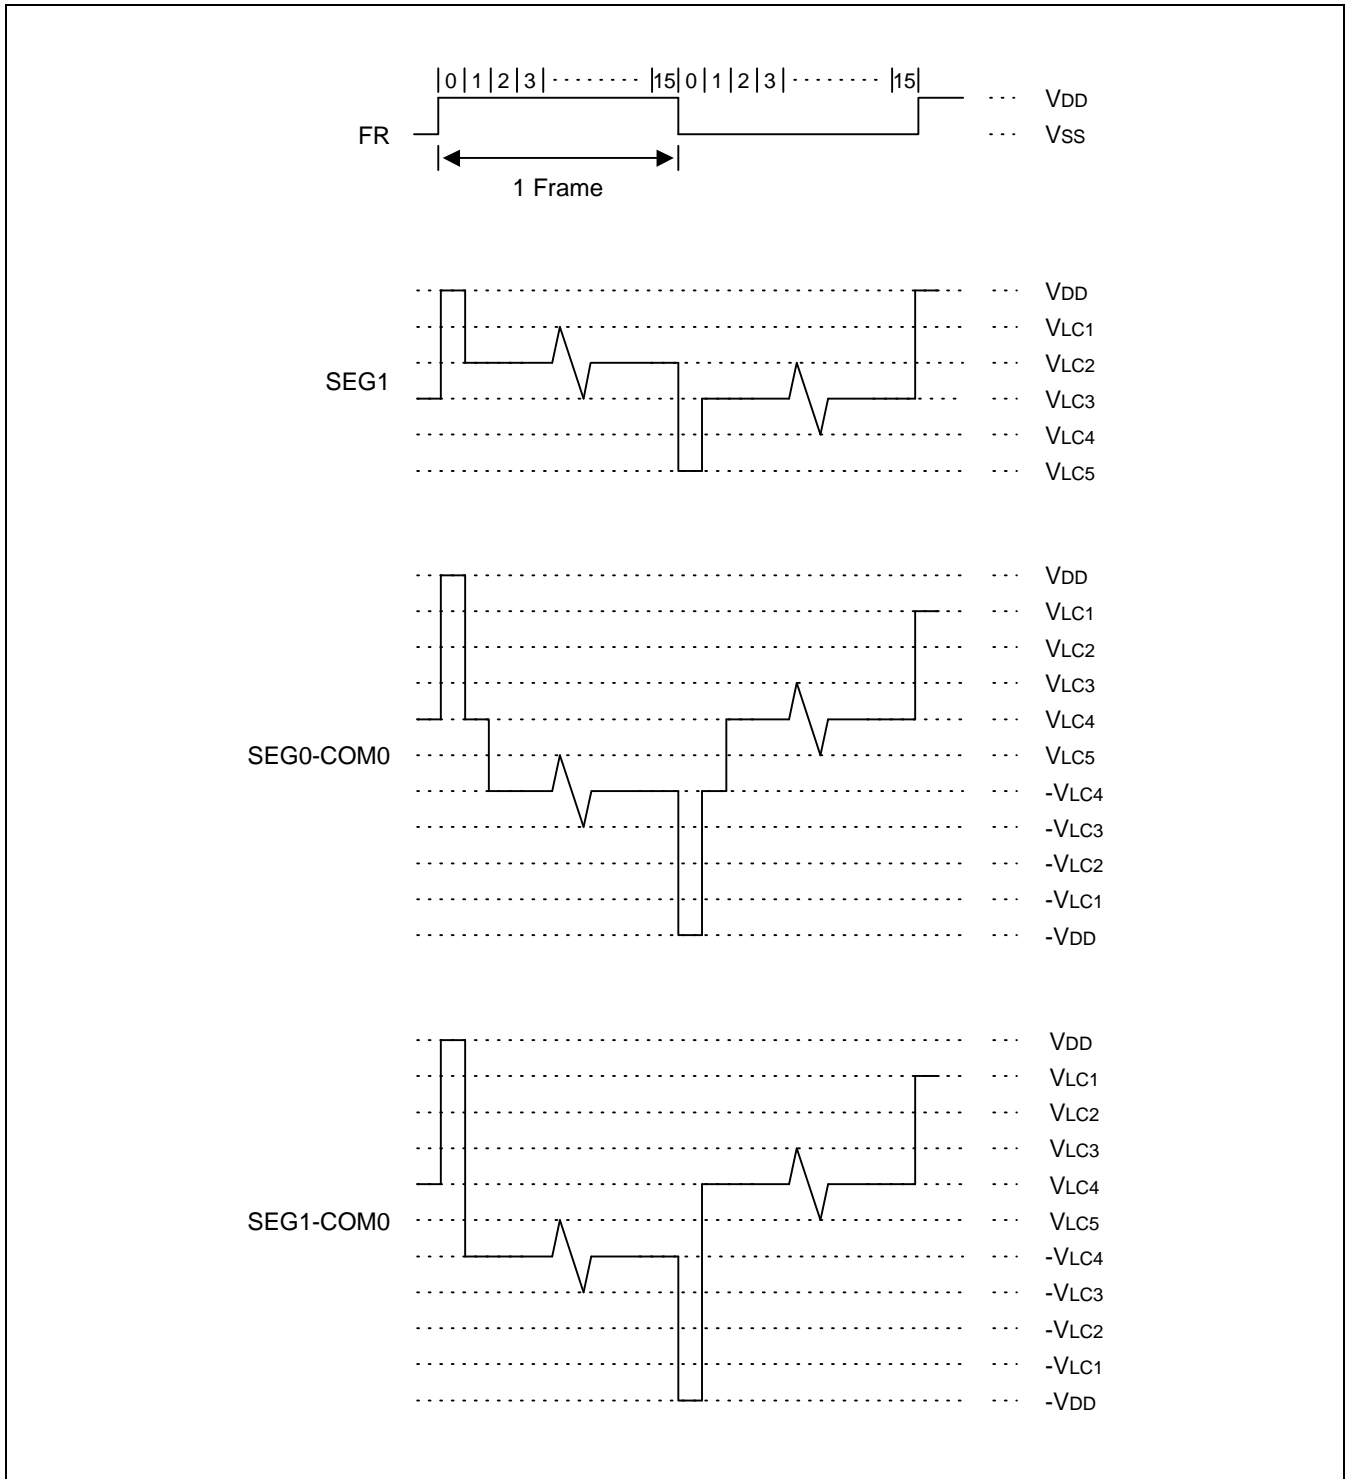 0 1 2 3 15 0 1 2 3 15
VDD
FR
VSS
1 Frame
VDD
VLC1
VLC2
SEG1
VLC3
VLC4
VLC5
VDD
VLC1
VLC2
VLC3
VLC4
SEG0-COM0
VLC5
-VLC4
-VLC3
-VLC2
-VLC1
-VDD
VDD
VLC1
VLC2
VLC3
VLC4
SEG1-COM0
VLC5
-VLC4
-VLC3
-VLC2
-VLC1
-VDD